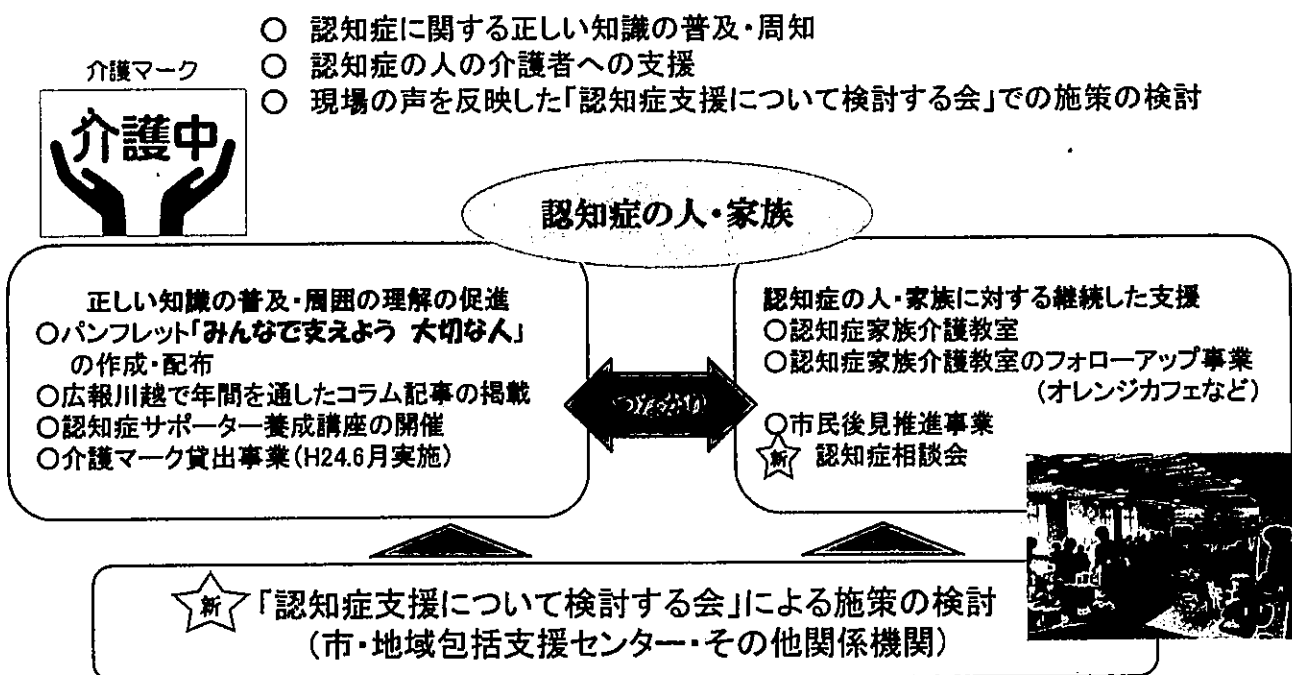 ○ 認知症に関する正しい知識の普及・周知
○ 認知症の人の介護者への支援
○ 現場の声を反映した「認知症支援について検討する会」での施策の検討
介護マーク
介護中
認知症の人・家族
正しい知識の普及・周囲の理解の促進
○パンフレット「みんなで支えよう 大切な人」
の作成・配布
○広報川越で年間を通したコラム記事の掲載
○認知症サポーター養成講座の開催
○介護マーク貸出事業(H24.6月実施)
認知症の人・家族に対する継続した支援
○認知症家族介護教室
○認知症家族介護教室のフォローアップ事業
(オレンジカフェなど)
○市民後見推進事業
新 認知症相談会
新 「認知症支援について検討する会」による施策の検討
(市・地域包括支援センター・その他関係機関)